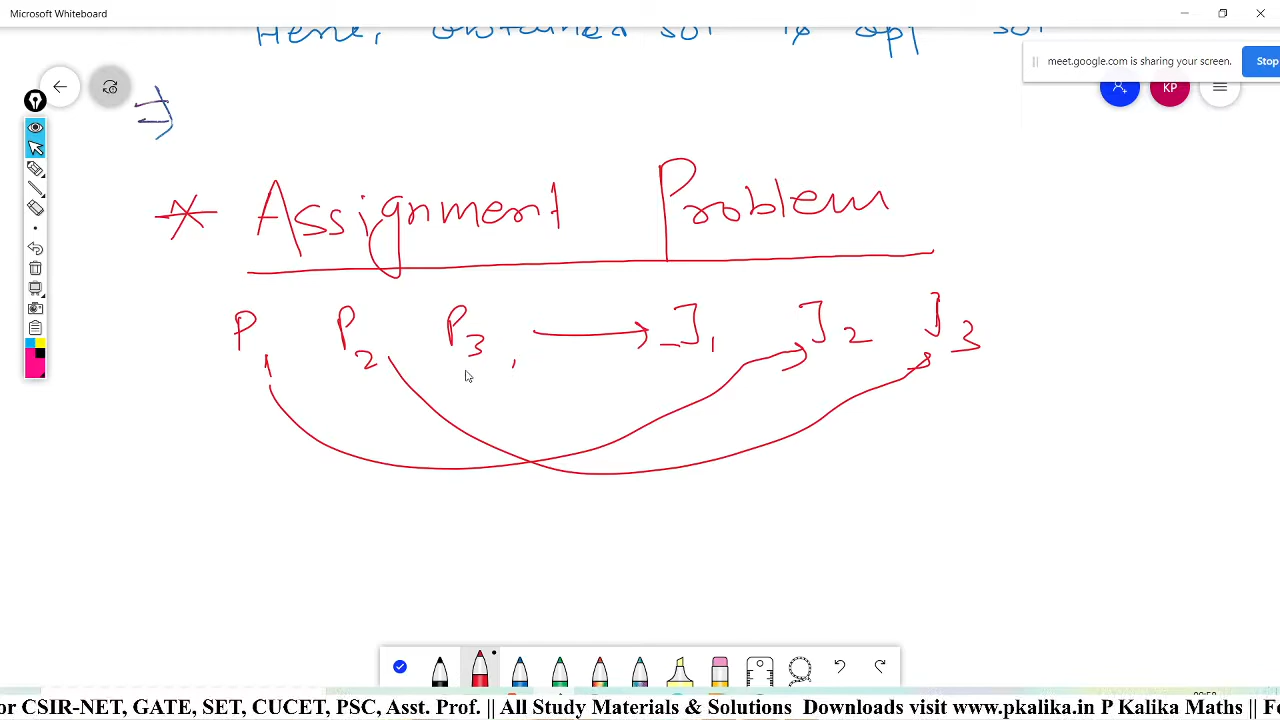 Microsoft Whiteboard
Hence, obtained sol is opt sol
meet.google.com is sharing your screen. Stop
KP
* Assignment Problem
P1 P2 P3, → J1 J2 J3
or CSIR-NET, GATE, SET, CUCET, PSC, Asst. Prof. || All Study Materials & Solutions Downloads visit www.pkalika.in P Kalika Maths || Fo